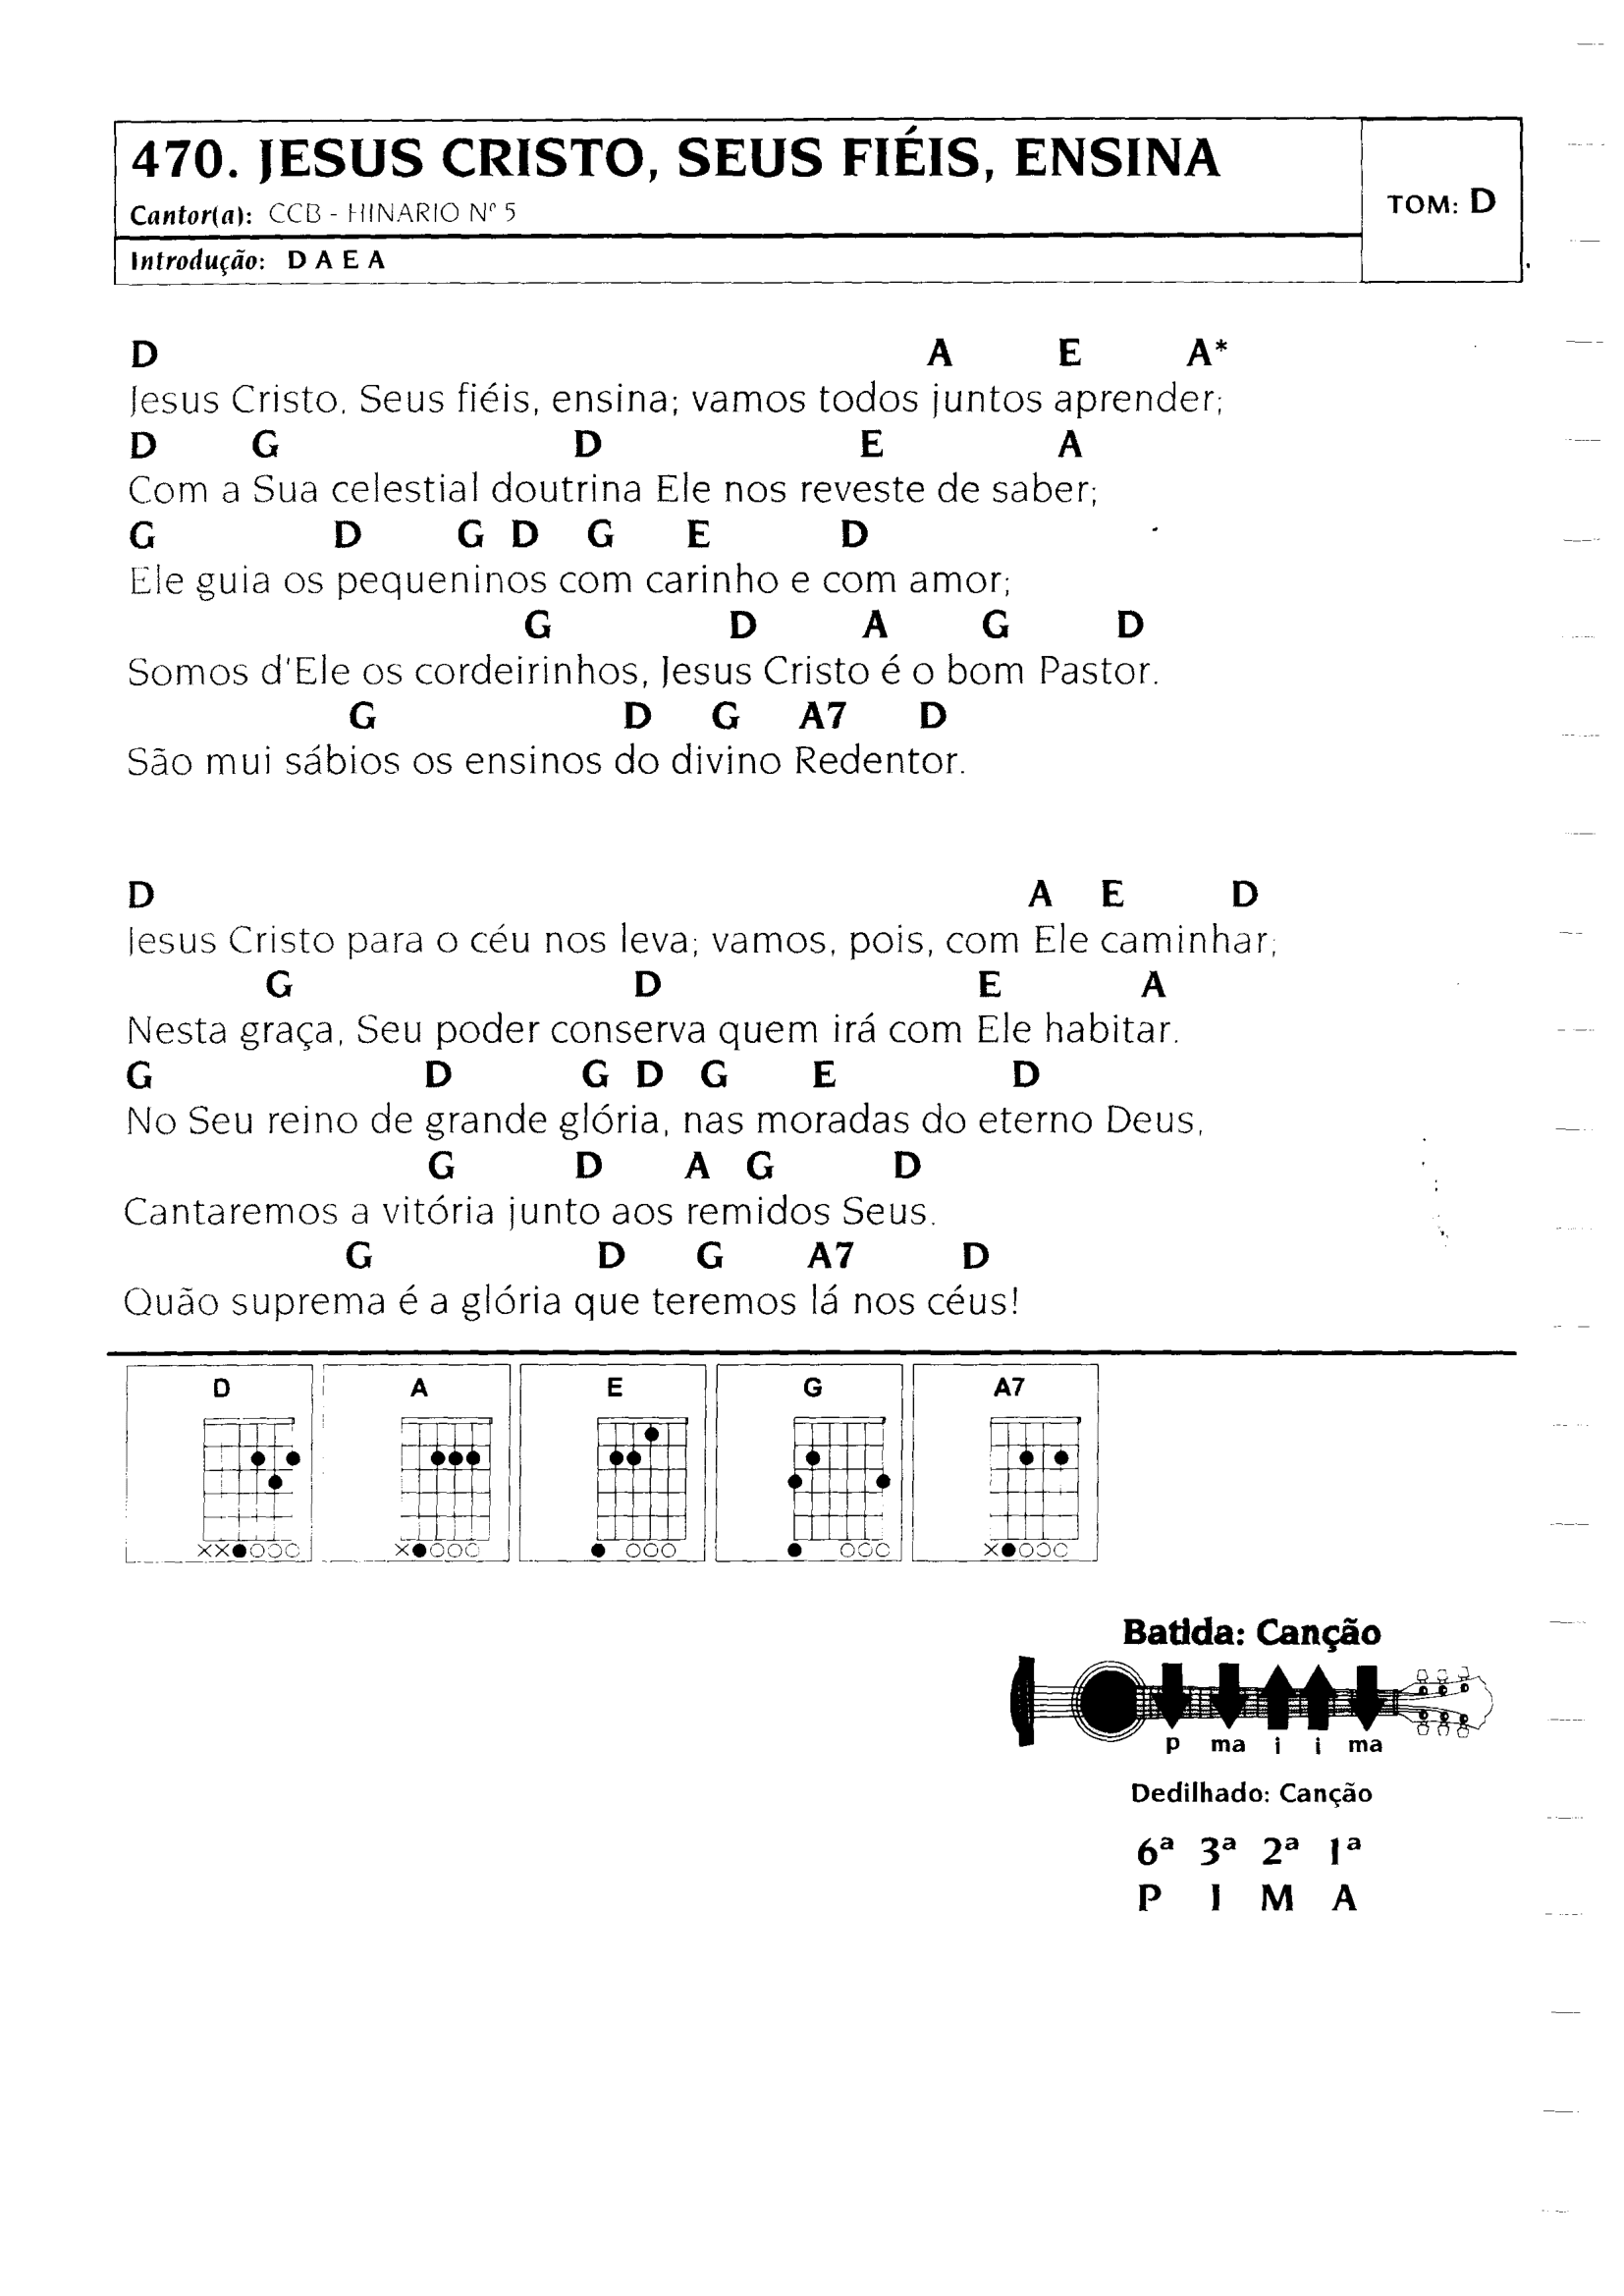 470. JESUS CRISTO, SEUS FIÉIS, ENSINA
Cantor(a): CCB - HINARIO Nº 5
TOM: D
Introdução: D A E A
D A E A*
Jesus Cristo, Seus fiéis, ensina; vamos todos juntos aprender;
D G D E A
Com a Sua celestial doutrina Ele nos reveste de saber;
G D G D G E D
Ele guia os pequeninos com carinho e com amor;
G D A G D
Somos d'Ele os cordeirinhos, Jesus Cristo é o bom Pastor.
G D G A7 D
São mui sábios os ensinos do divino Redentor.
D A E D
Jesus Cristo para o céu nos leva; vamos, pois, com Ele caminhar;
G D E A
Nesta graça, Seu poder conserva quem irá com Ele habitar.
G D G D G E D
No Seu reino de grande glória, nas moradas do eterno Deus,
G D A G D
Cantaremos a vitória junto aos remidos Seus.
G D G A7 D
Quão suprema é a glória que teremos lá nos céus!
D A E G A7
Batida: Canção
p ma i i ma
Dedilhado: Canção
6ª 3ª 2ª 1ª
P I M A